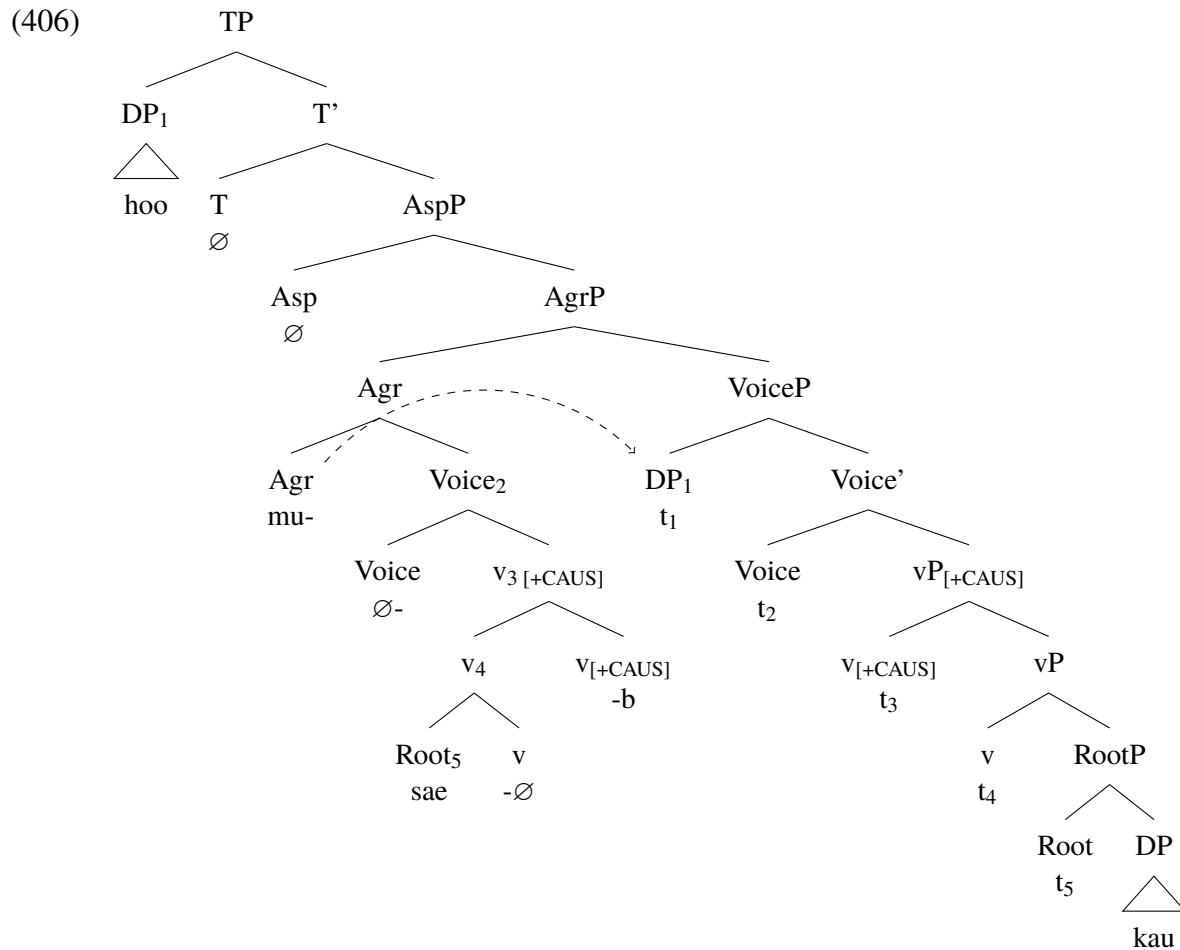 (406) TP
DP₁ T’
hoo T AspP
∅
Asp AgrP
∅
Agr VoiceP
Agr Voice₂ DP₁ Voice’
mu- t₁
Voice v₃ [+CAUS] Voice vP[+CAUS]
∅- t₂
v₄ v[+CAUS] v[+CAUS] vP
-b t₃
Root₅ v v RootP
sae -∅ t₄
Root DP
t₅
kau